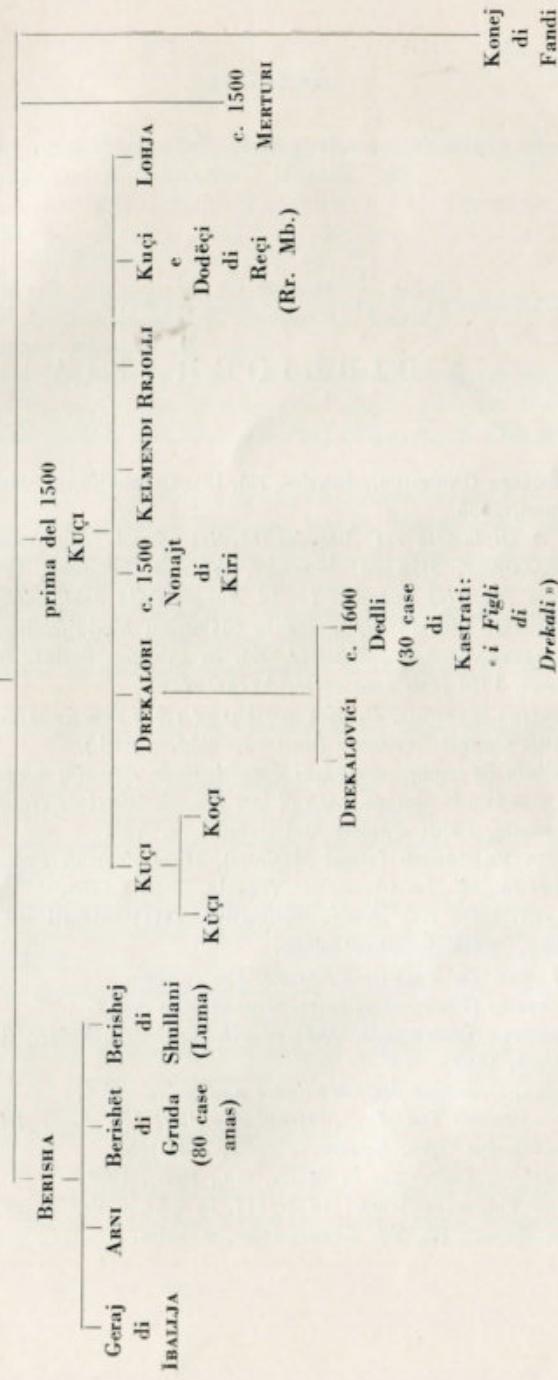 BERISHA
Geraj
di
IBALLJA
ARNI
Berishët
di
Gruda
(80 case
anas)
Berishej
di
Shullani
(Luma)
prima del 1500
KUÇI
KUÇI
KÙÇI
KOÇI
DREKALORI
DREKALOVIĆI
c. 1600
Dedli
(30 case
di
Kastrati:
« i Figli
di
Drekali »)
c. 1500
Nonajt
di
Kiri
KELMENDI
RRJOLLI
Kuçi
e
Dodëçi
di
Reçi
(Rr. Mb.)
LOHJA
c. 1500
MERTURI
Konej
di
Fandi